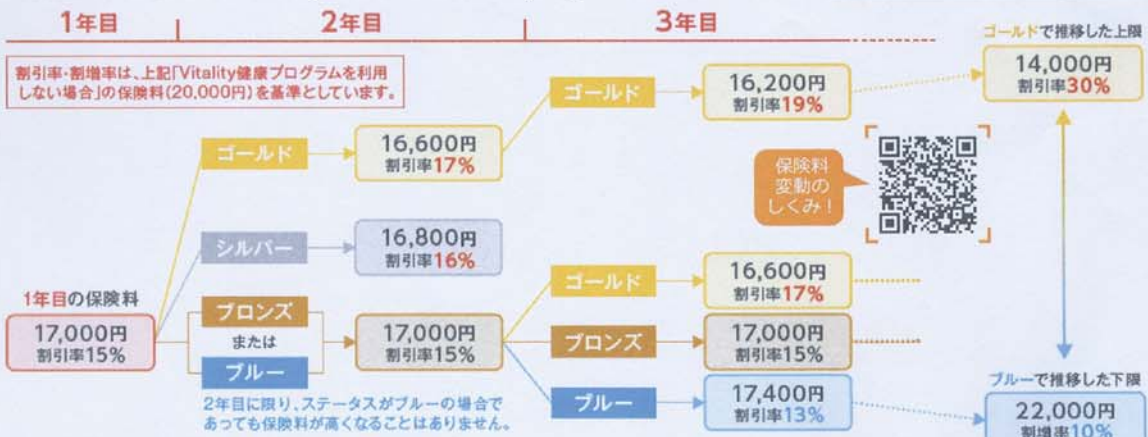 1年目
2年目
3年目
割引率・割増率は、上記「Vitality健康プログラムを利用
しない場合」の保険料(20,000円)を基準としています。
1年目の保険料
17,000円
割引率15%
ゴールド
16,600円
割引率17%
シルバー
16,800円
割引率16%
ブロンズ
または
ブルー
17,000円
割引率15%
2年目に限り、ステータスがブルーの場合で
あっても保険料が高くなることはありません。
ゴールド
16,200円
割引率19%
ゴールド
16,600円
割引率17%
ブロンズ
17,000円
割引率15%
ブルー
17,400円
割引率13%
保険料
変動の
しくみ!
ゴールドで推移した上限
14,000円
割引率30%
ブルーで推移した下限
22,000円
割増率10%